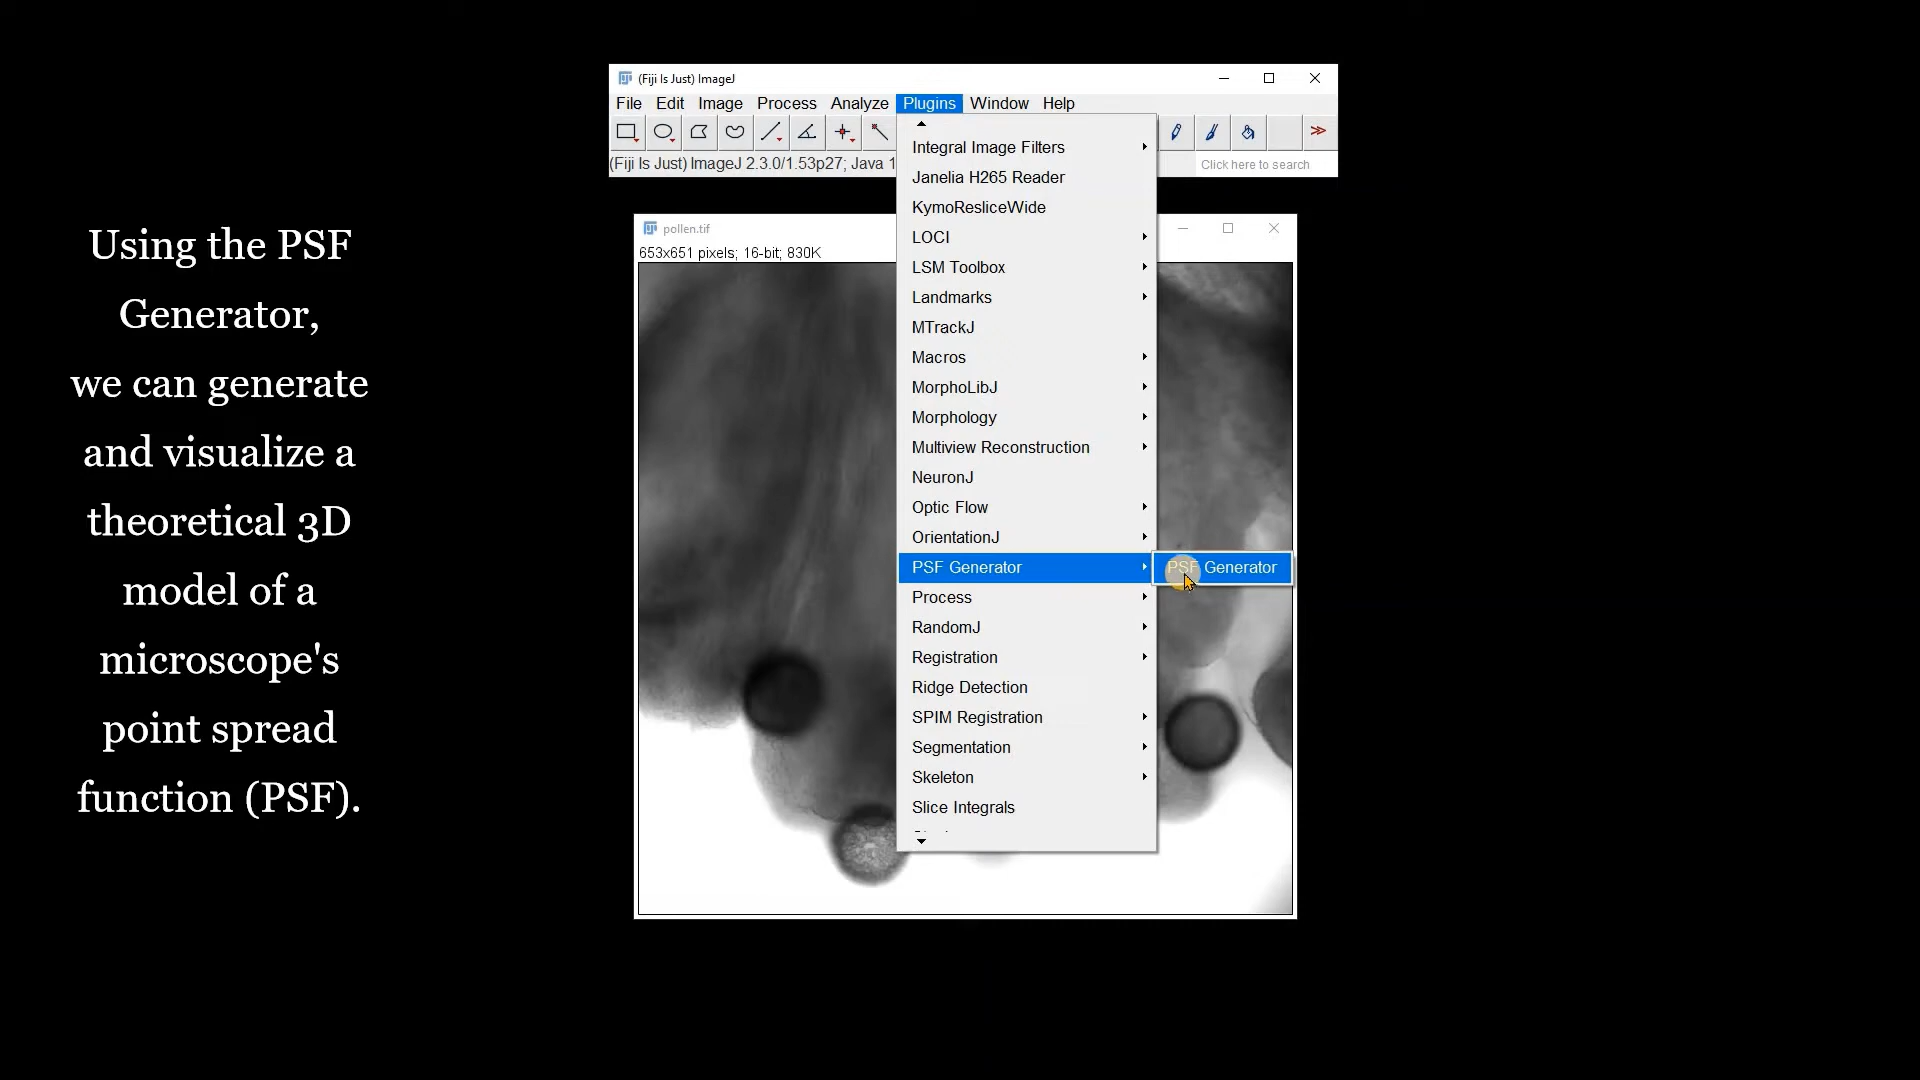 Using the PSF
Generator,
we can generate
and visualize a
theoretical 3D
model of a
microscope's
point spread
function (PSF).
(Fiji Is Just) ImageJ
File Edit Image Process Analyze Plugins Window Help
(Fiji Is Just) ImageJ 2.3.0/1.53p27; Java 1
Click here to search
pollen.tif
653x651 pixels; 16-bit; 830K
Integral Image Filters
Janelia H265 Reader
KymoResliceWide
LOCI
LSM Toolbox
Landmarks
MTrackJ
Macros
MorphoLibJ
Morphology
Multiview Reconstruction
NeuronJ
Optic Flow
OrientationJ
PSF Generator
PSF Generator
Process
RandomJ
Registration
Ridge Detection
SPIM Registration
Segmentation
Skeleton
Slice Integrals